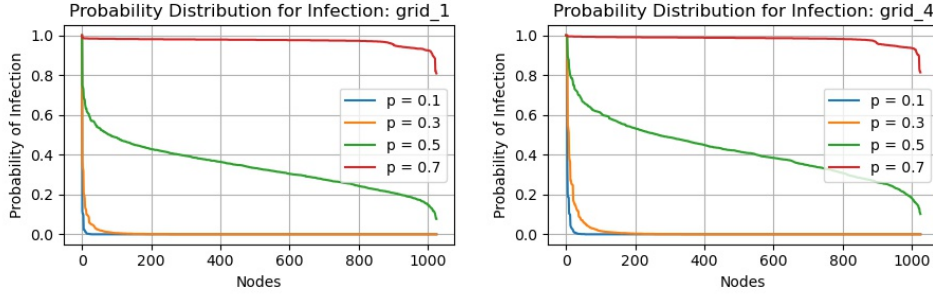 Probability Distribution for Infection: grid_1
Probability of Infection
1.0
0.8
0.6
0.4
0.2
0.0
p = 0.1
p = 0.3
p = 0.5
p = 0.7
0 200 400 600 800 1000
Nodes
Probability Distribution for Infection: grid_4
Probability of Infection
1.0
0.8
0.6
0.4
0.2
0.0
p = 0.1
p = 0.3
p = 0.5
p = 0.7
0 200 400 600 800 1000
Nodes